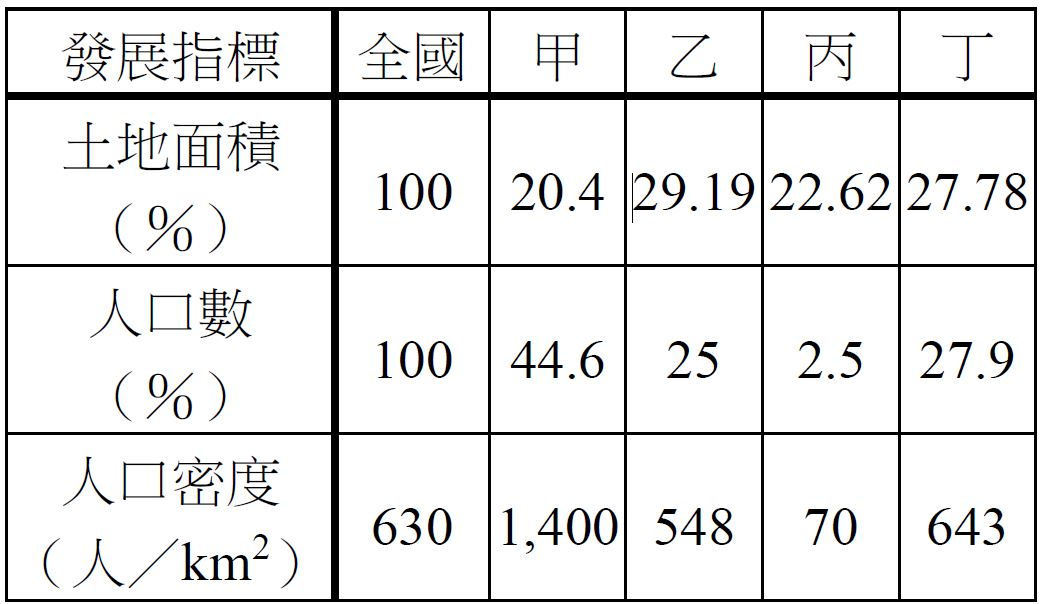 發展指標 全國 甲 乙 丙 丁
土地面積
（％） 100 20.4 29.19 22.62 27.78
人口數
（％） 100 44.6 25 2.5 27.9
人口密度
（人／km²） 630 1,400 548 70 643